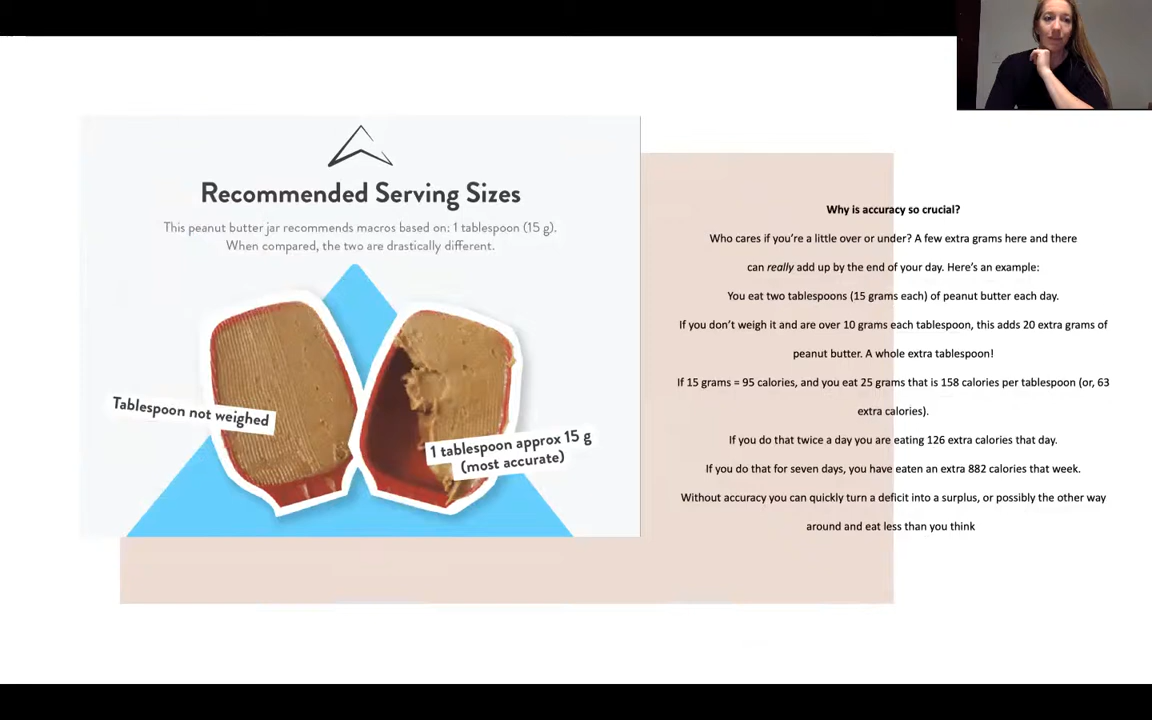 Recommended Serving Sizes
This peanut butter jar recommends macros based on: 1 tablespoon (15 g).
When compared, the two are drastically different.
Tablespoon not weighed
1 tablespoon approx 15 g
(most accurate)
Why is accuracy so crucial?
Who cares if you're a little over or under? A few extra grams here and there
can really add up by the end of your day. Here's an example:
You eat two tablespoons (15 grams each) of peanut butter each day.
If you don't weigh it and are over 10 grams each tablespoon, this adds 20 extra grams of
peanut butter. A whole extra tablespoon!
If 15 grams = 95 calories, and you eat 25 grams that is 158 calories per tablespoon (or, 63
extra calories).
If you do that twice a day you are eating 126 extra calories that day.
If you do that for seven days, you have eaten an extra 882 calories that week.
Without accuracy you can quickly turn a deficit into a surplus, or possibly the other way
around and eat less than you think